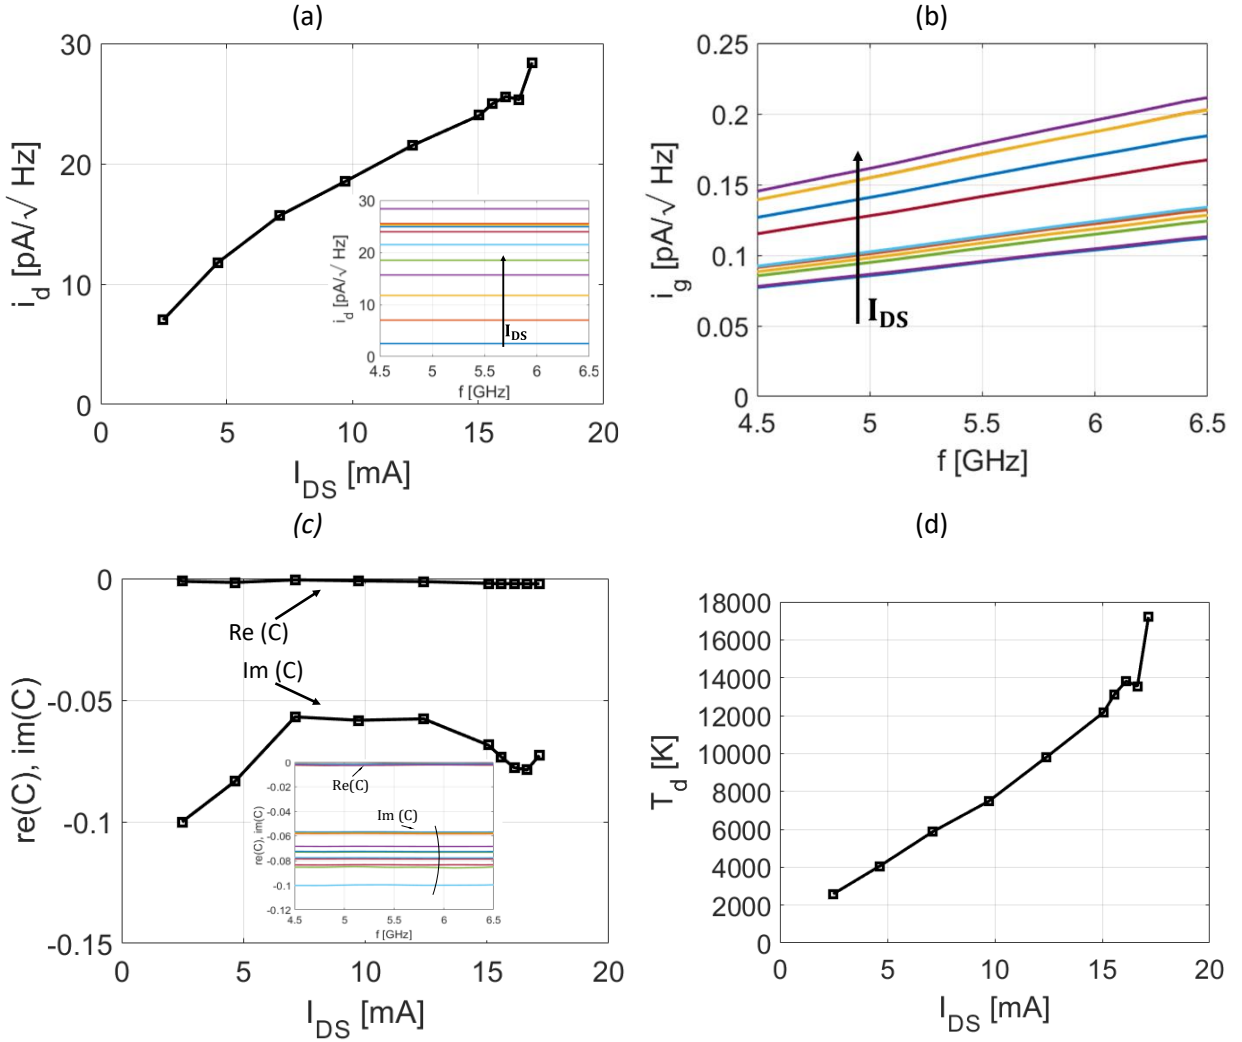 (a)
30
20
10
0
0 5 10 15 20
i_d [pA/√ Hz]
I_DS [mA]
30
20
10
0
4.5 5 5.5 6 6.5
i_d [pA/√ Hz]
f [GHz]
I_DS
(b)
0.25
0.2
0.15
0.1
0.05
0
4.5 5 5.5 6 6.5
i_g [pA/√ Hz]
f [GHz]
I_DS
(c)
0
-0.05
-0.1
-0.15
0 5 10 15 20
re(C), im(C)
I_DS [mA]
Re (C)
Im (C)
0
-0.02
-0.04
-0.06
-0.08
-0.1
-0.12
4.5 5 5.5 6 6.5
re(C), im(C)
f [GHz]
Re(C)
Im (C)
(d)
18000
16000
14000
12000
10000
8000
6000
4000
2000
0
0 5 10 15 20
T_d [K]
I_DS [mA]